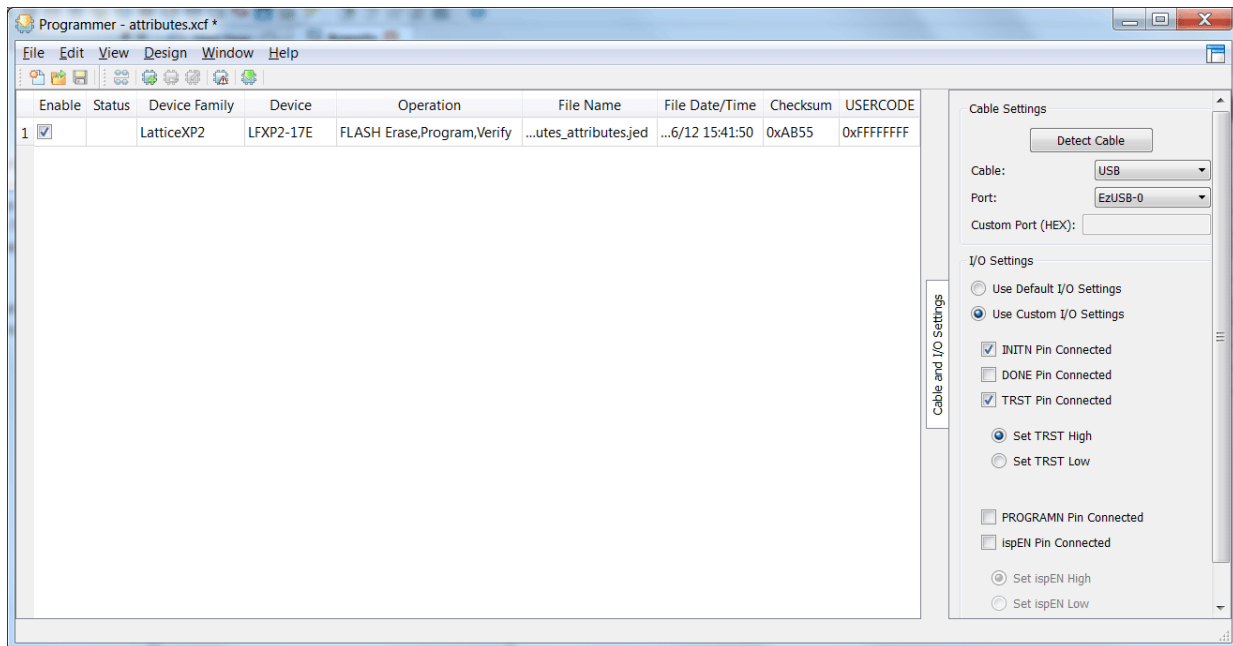 Programmer - attributes.xcf *
File Edit View Design Window Help
Enable Status Device Family Device Operation File Name File Date/Time Checksum USERCODE
1 LatticeXP2 LFXP2-17E FLASH Erase,Program,Verify ...utes_attributes.jed ...6/12 15:41:50 0xAB55 0xFFFFFFFF
Cable and I/O Settings
Cable Settings
Detect Cable
Cable: USB
Port: EzUSB-0
Custom Port (HEX):
I/O Settings
Use Default I/O Settings
Use Custom I/O Settings
INITN Pin Connected
DONE Pin Connected
TRST Pin Connected
Set TRST High
Set TRST Low
PROGRAMN Pin Connected
ispEN Pin Connected
Set ispEN High
Set ispEN Low